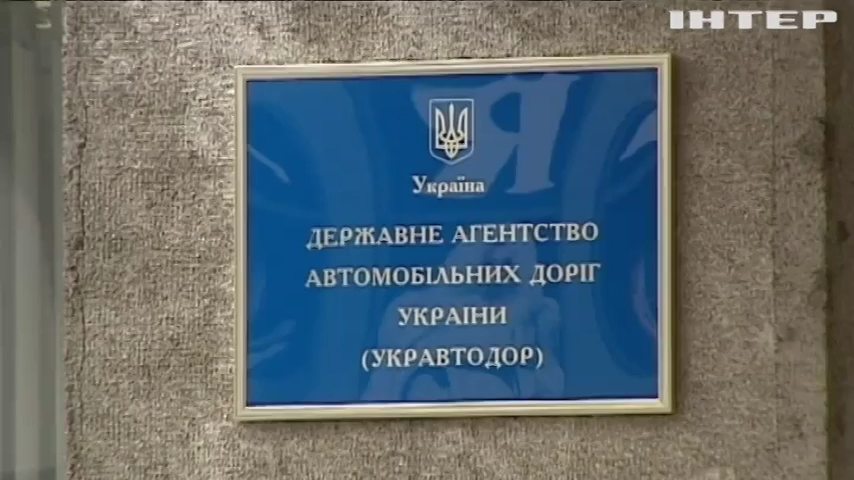 ІНТЕР
Україна
ДЕРЖАВНЕ АГЕНТСТВО
АВТОМОБІЛЬНИХ ДОРІГ
УКРАЇНИ
(УКРАВТОДОР)